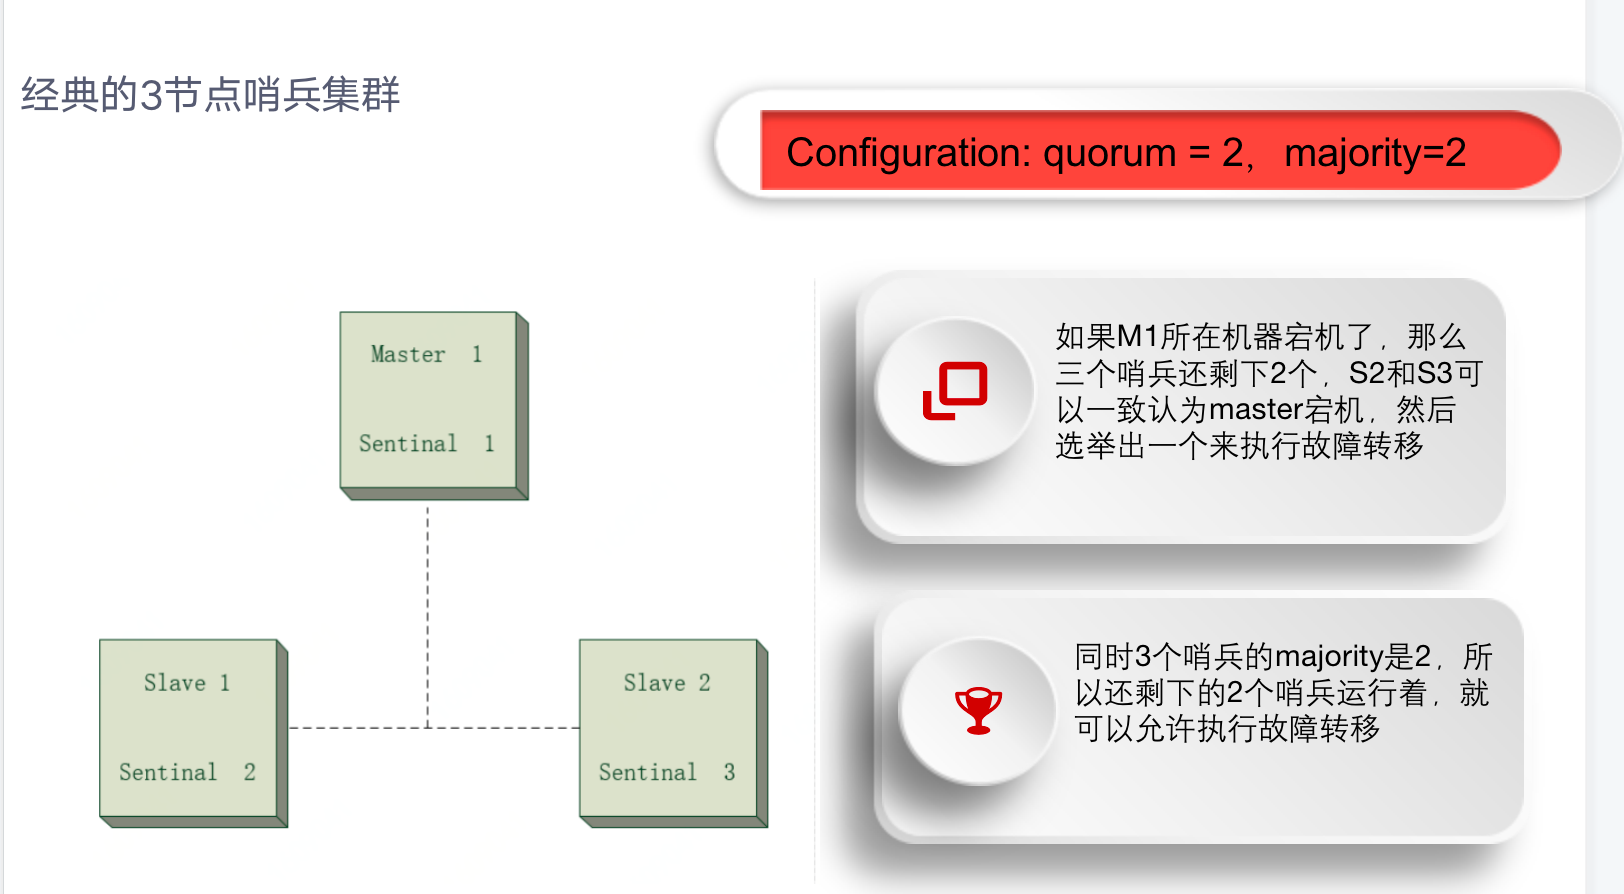 经典的3节点哨兵集群
Configuration: quorum = 2，majority=2
Master 1
Sentinal 1
Slave 1
Sentinal 2
Slave 2
Sentinal 3
如果M1所在机器宕机了，那么
三个哨兵还剩下2个，S2和S3可
以一致认为master宕机，然后
选举出一个来执行故障转移
同时3个哨兵的majority是2，所
以还剩下的2个哨兵运行着，就
可以允许执行故障转移